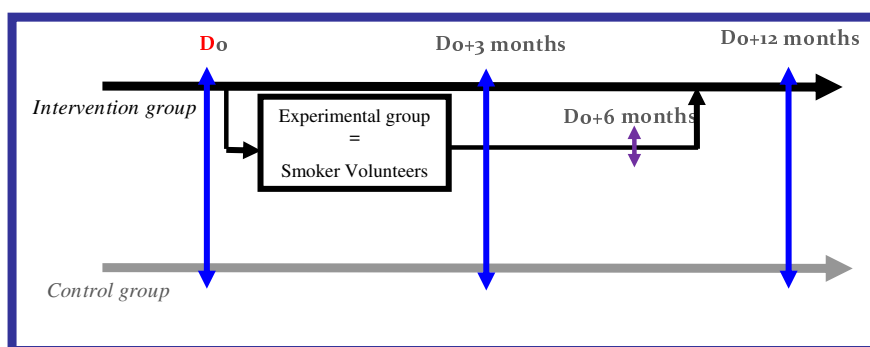 D0
D0+3 months
D0+12 months
Intervention group
Experimental group
=
Smoker Volunteers
D0+6 months
Control group